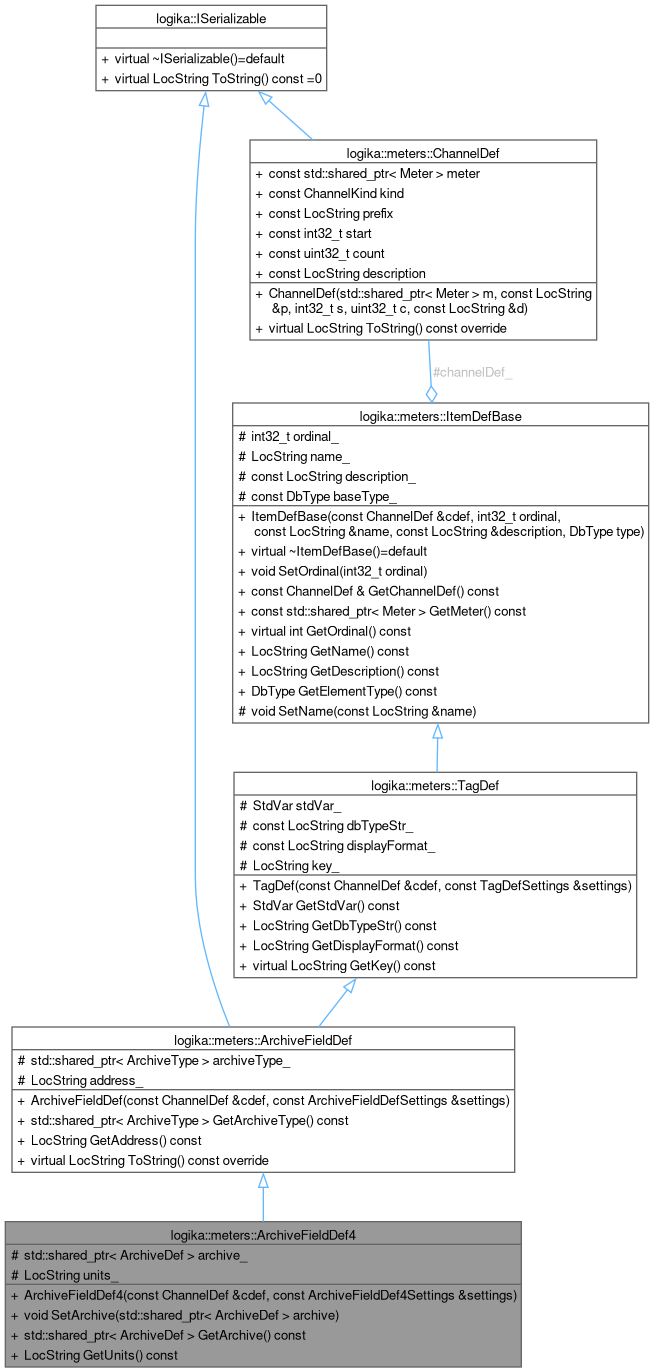 logika::ISerializable
+ virtual ~ISerializable()=default
+ virtual LocString ToString() const =0
logika::meters::ChannelDef
+ const std::shared_ptr< Meter > meter
+ const ChannelKind kind
+ const LocString prefix
+ const int32_t start
+ const uint32_t count
+ const LocString description
+ ChannelDef(std::shared_ptr< Meter > m, const LocString
&p, int32_t s, uint32_t c, const LocString &d)
+ virtual LocString ToString() const override
#channelDef_
logika::meters::ItemDefBase
# int32_t ordinal_
# LocString name_
# const LocString description_
# const DbType baseType_
+ ItemDefBase(const ChannelDef &cdef, int32_t ordinal,
const LocString &name, const LocString &description, DbType type)
+ virtual ~ItemDefBase()=default
+ void SetOrdinal(int32_t ordinal)
+ const ChannelDef & GetChannelDef() const
+ const std::shared_ptr< Meter > GetMeter() const
+ virtual int GetOrdinal() const
+ LocString GetName() const
+ LocString GetDescription() const
+ DbType GetElementType() const
# void SetName(const LocString &name)
logika::meters::TagDef
# StdVar stdVar_
# const LocString dbTypeStr_
# const LocString displayFormat_
# LocString key_
+ TagDef(const ChannelDef &cdef, const TagDefSettings &settings)
+ StdVar GetStdVar() const
+ LocString GetDbTypeStr() const
+ LocString GetDisplayFormat() const
+ virtual LocString GetKey() const
logika::meters::ArchiveFieldDef
# std::shared_ptr< ArchiveType > archiveType_
# LocString address_
+ ArchiveFieldDef(const ChannelDef &cdef, const ArchiveFieldDefSettings &settings)
+ std::shared_ptr< ArchiveType > GetArchiveType() const
+ LocString GetAddress() const
+ virtual LocString ToString() const override
logika::meters::ArchiveFieldDef4
# std::shared_ptr< ArchiveDef > archive_
# LocString units_
+ ArchiveFieldDef4(const ChannelDef &cdef, const ArchiveFieldDef4Settings &settings)
+ void SetArchive(std::shared_ptr< ArchiveDef > archive)
+ std::shared_ptr< ArchiveDef > GetArchive() const
+ LocString GetUnits() const